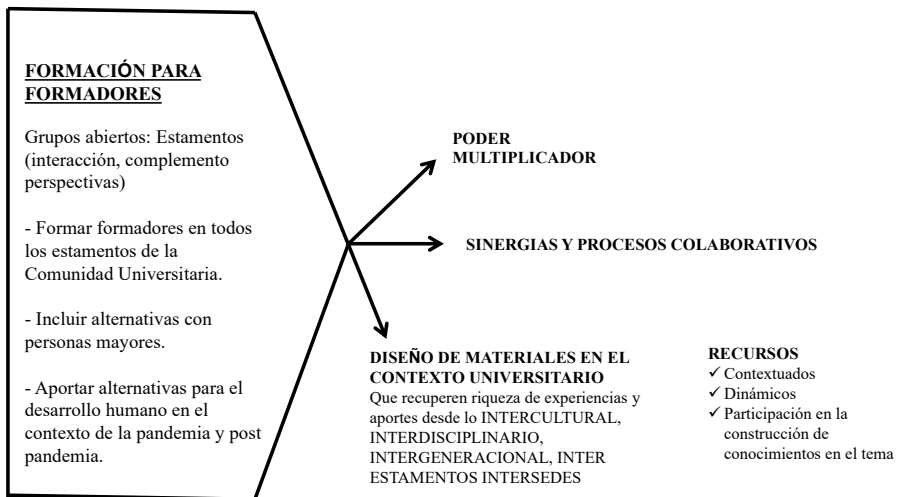 FORMACIÓN PARA
FORMADORES
Grupos abiertos: Estamentos
(interacción, complemento
perspectivas)
- Formar formadores en todos
los estamentos de la
Comunidad Universitaria.
- Incluir alternativas con
personas mayores.
- Aportar alternativas para el
desarrollo humano en el
contexto de la pandemia y post
pandemia.
PODER
MULTIPLICADOR
SINERGIAS Y PROCESOS COLABORATIVOS
DISEÑO DE MATERIALES EN EL
CONTEXTO UNIVERSITARIO
Que recuperen riqueza de experiencias y
aportes desde lo INTERCULTURAL,
INTERDISCIPLINARIO,
INTERGENERACIONAL, INTER
ESTAMENTOS INTERSEDES
RECURSOS
✓ Contextuados
✓ Dinámicos
✓ Participación en la
construcción de
conocimientos en el tema